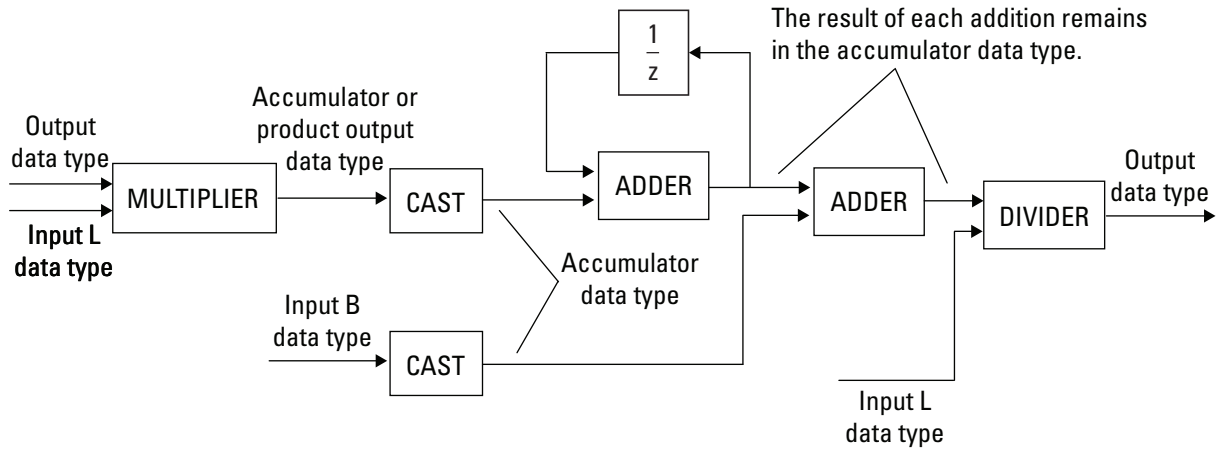 The result of each addition remains
in the accumulator data type.
1
z
Accumulator or
product output
data type
Output
data type
MULTIPLIER
CAST
ADDER
ADDER
DIVIDER
Output
data type
Input L
data type
Accumulator
data type
Input B
data type
CAST
Input L
data type